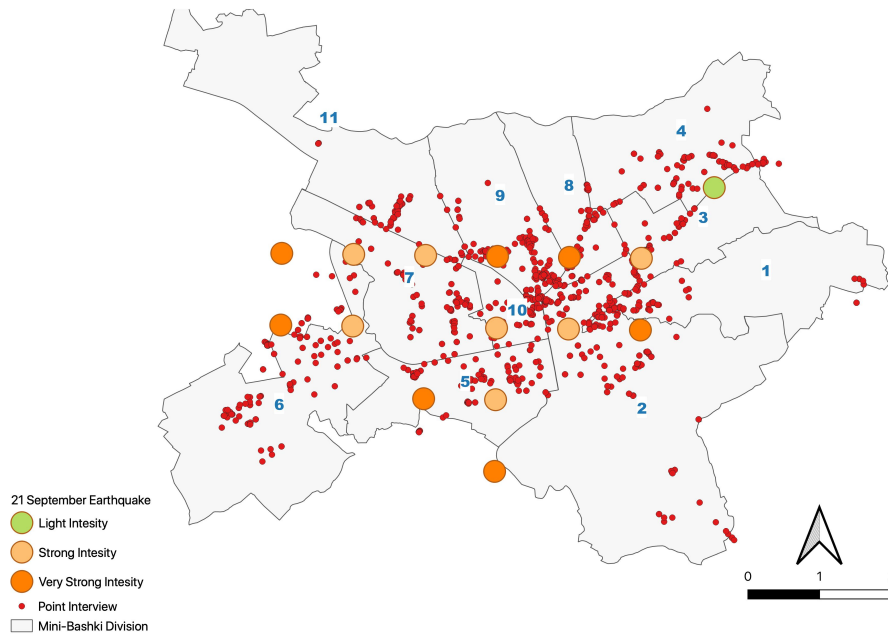 11
4
9
8
3
1
7
10
5
6
2
21 September Earthquake
Light Intesity
Strong Intesity
Very Strong Intesity
Point Interview
Mini-Bashki Division
0 1